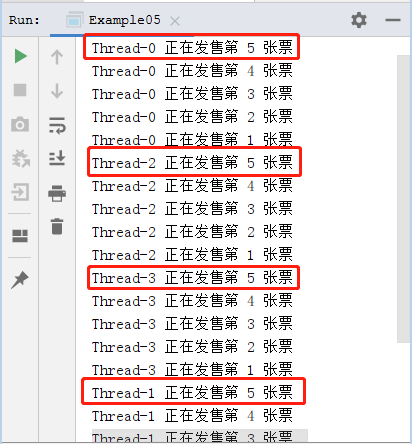 Run: Example05
Thread-0 正在发售第 5 张票
Thread-0 正在发售第 4 张票
Thread-0 正在发售第 3 张票
Thread-0 正在发售第 2 张票
Thread-0 正在发售第 1 张票
Thread-2 正在发售第 5 张票
Thread-2 正在发售第 4 张票
Thread-2 正在发售第 3 张票
Thread-2 正在发售第 2 张票
Thread-2 正在发售第 1 张票
Thread-3 正在发售第 5 张票
Thread-3 正在发售第 4 张票
Thread-3 正在发售第 3 张票
Thread-3 正在发售第 2 张票
Thread-3 正在发售第 1 张票
Thread-1 正在发售第 5 张票
Thread-1 正在发售第 4 张票
Thread-1 正在发售第 3 张票